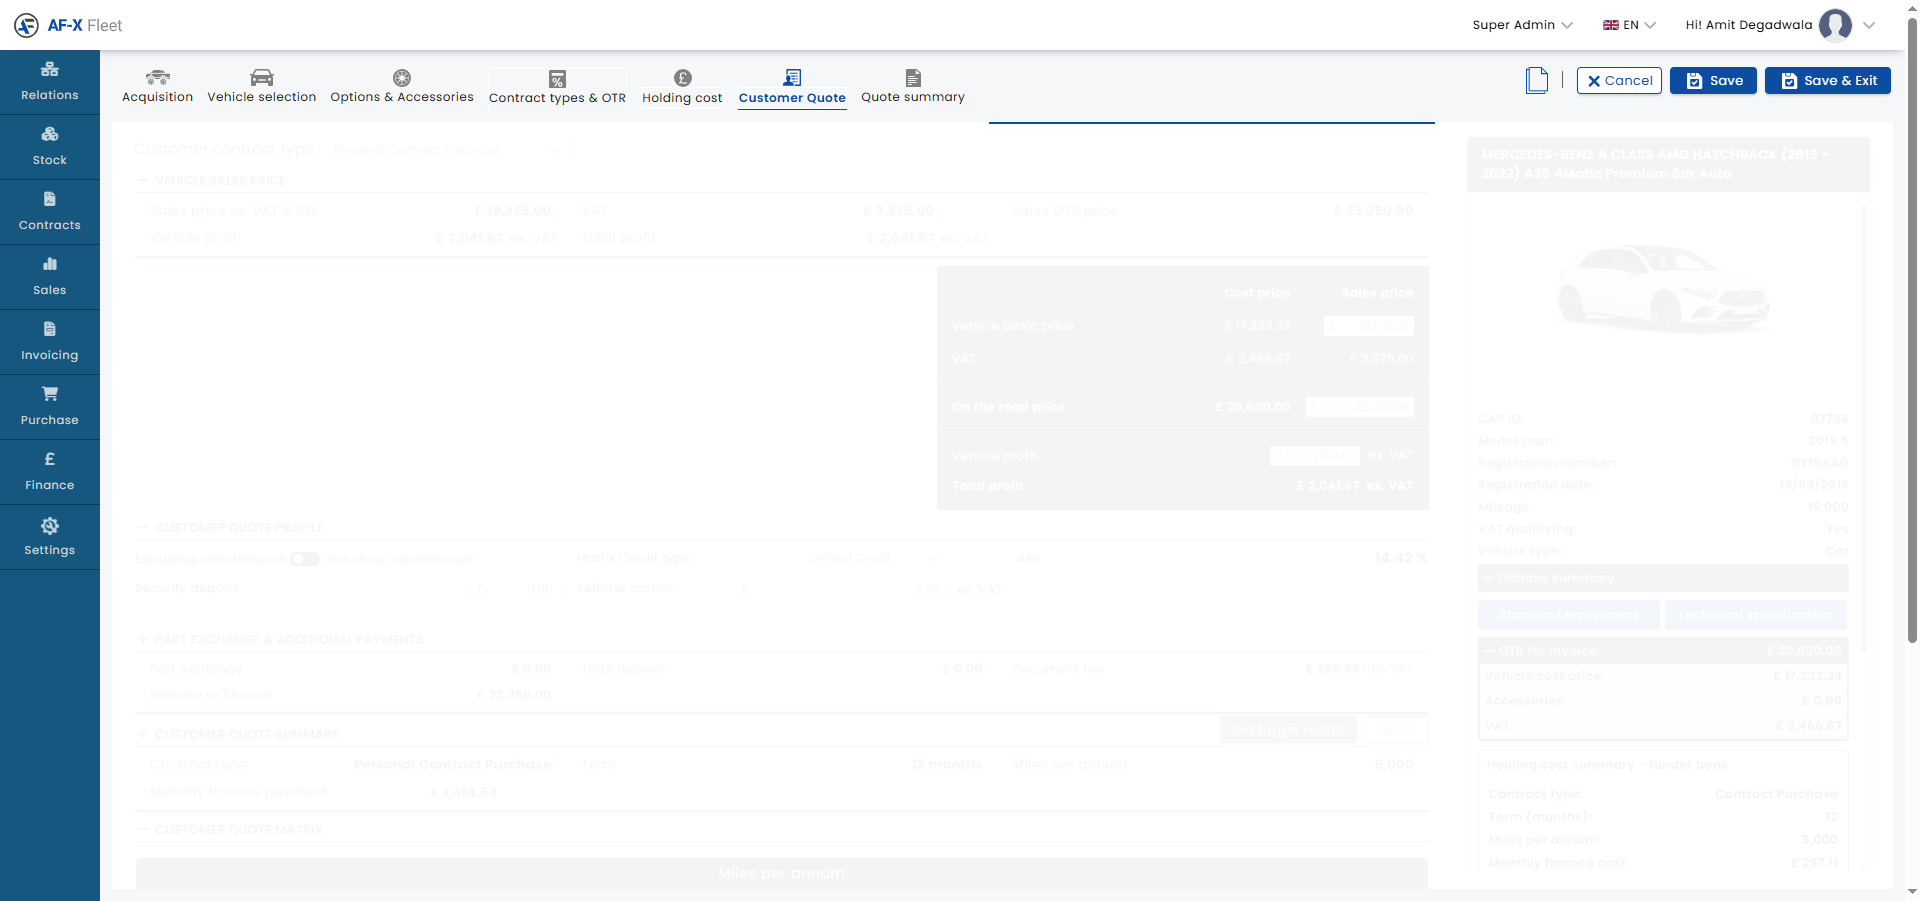 AF-X Fleet
Super Admin
EN
Hi! Amit Degadwala
Relations
Stock
Contracts
Sales
Invoicing
Purchase
Finance
Settings
Acquisition
Vehicle selection
Options & Accessories
Contract types & OTR
Holding cost
Customer Quote
Quote summary
Cancel
Save
Save & Exit
Customer contract type: Personal Contract Purchase
VEHICLE SALES PRICE
Sales price ex. VAT & RFL £ 19,375.00 VAT £ 3,875.00 Sales OTR price £ 23,250.00
Vehicle profit £ 2,041.67 ex. VAT Total profit £ 2,041.67 ex. VAT
Cost price Sales price
Vehicle basic price £ 17,333.33 £ 19375.00
VAT £ 3,466.67 £ 3,875.00
On the road price £ 20,800.00 £ 23250.00
Vehicle profit £ 2041.67 ex. VAT
Total profit £ 2,041.67 ex. VAT
CUSTOMER QUOTE PROFILE
Excluding maintenance Including maintenance Matrix Credit type Limited Credit APR 14.42 %
Security deposit £ 0.00 Referrer comm. £ 0.00 ex. VAT
PART EXCHANGE & ADDITIONAL PAYMENTS
Part exchange £ 0.00 Total deposit £ 0.00 Document fee £ 239.99 Inc. VAT
Balance to finance £ 23,250.00
CUSTOMER QUOTE SUMMARY
Set target rental Reset
Contract type Personal Contract Purchase Term 12 months Miles per annum 5,000
Monthly finance payment £ 1,414.64
CUSTOMER QUOTE MATRIX
Miles per annum
MERCEDES-BENZ A CLASS AMG HATCHBACK (2019 -
2022) A35 4Matic Premium 5dr Auto
CAP ID: 87736
Model year: 2019.5
Registration number: GY19XAG
Registration date: 13/03/2019
Mileage: 15,000
VAT qualifying: Yes
Vehicle type: Car
Options summary
Standard equipment Technical specification
OTR for invoice: £ 20,800.00
Vehicle cost price: £ 17,333.33
Accessories: £ 0.00
VAT: £ 3,466.67
Holding cost summary - funder book
Contract type: Contract Purchase
Term (months): 12
Miles per annum: 5,000
Monthly finance cost: £ 297.11